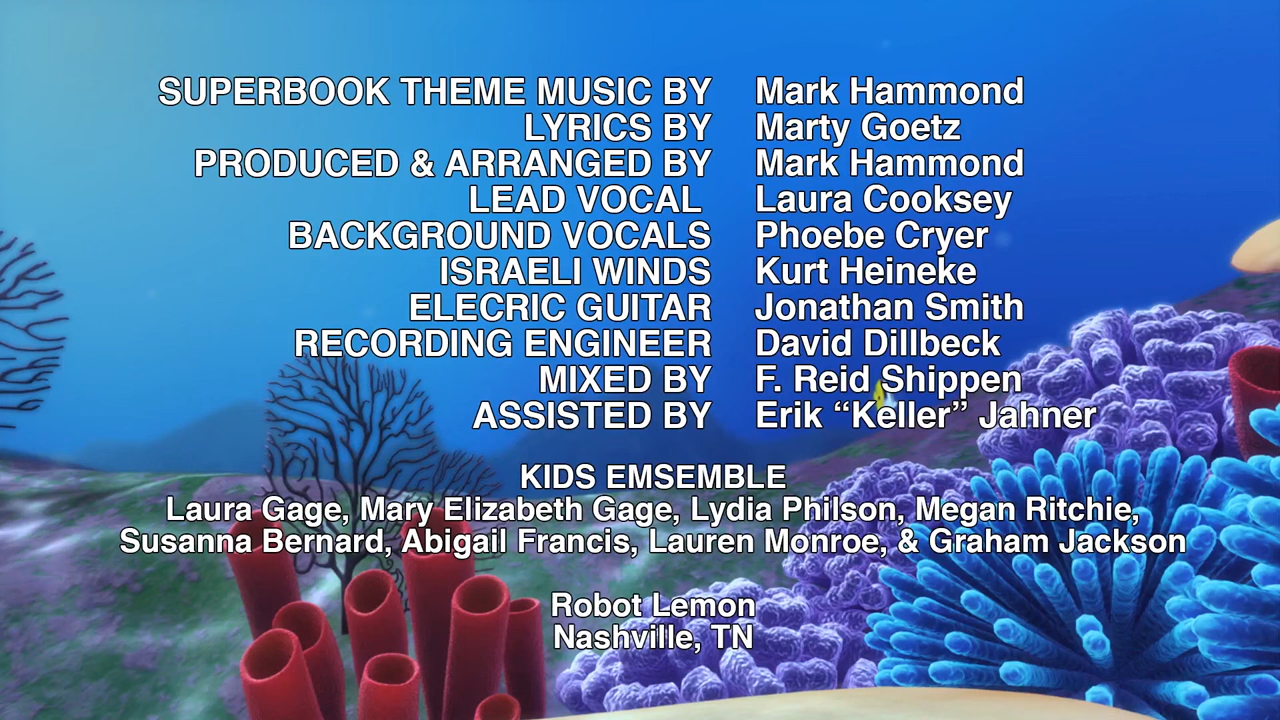 SUPERBOOK THEME MUSIC BY Mark Hammond
LYRICS BY Marty Goetz
PRODUCED & ARRANGED BY Mark Hammond
LEAD VOCAL Laura Cooksey
BACKGROUND VOCALS Phoebe Cryer
ISRAELI WINDS Kurt Heineke
ELECRIC GUITAR Jonathan Smith
RECORDING ENGINEER David Dillbeck
MIXED BY F. Reid Shippen
ASSISTED BY Erik “Keller” Jahner
KIDS EMSEMBLE
Laura Gage, Mary Elizabeth Gage, Lydia Philson, Megan Ritchie,
Susanna Bernard, Abigail Francis, Lauren Monroe, & Graham Jackson
Robot Lemon
Nashville, TN